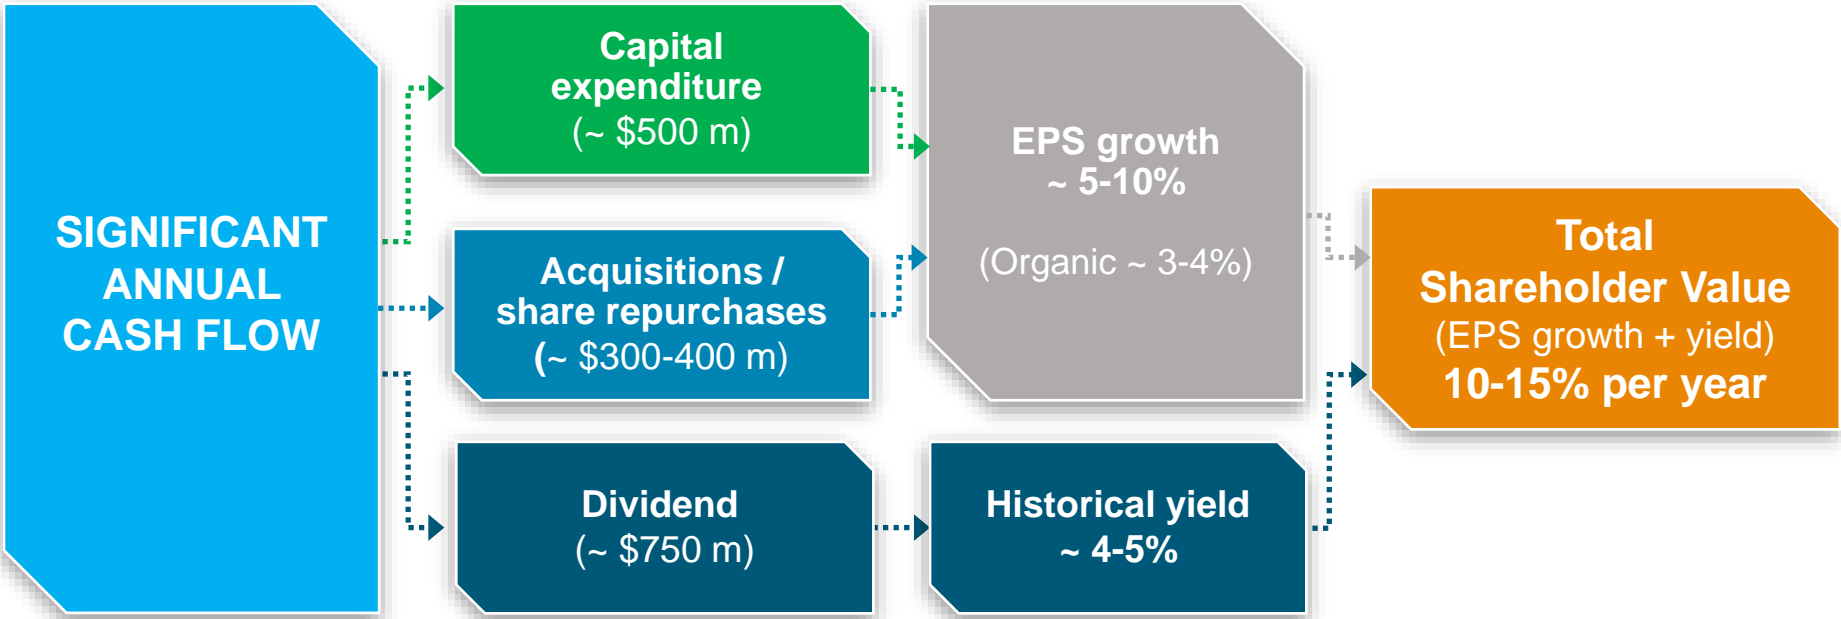 SIGNIFICANT
ANNUAL
CASH FLOW
Capital
expenditure
(~ $500 m)
Acquisitions /
share repurchases
(~ $300-400 m)
Dividend
(~ $750 m)
EPS growth
~ 5-10%
(Organic ~ 3-4%)
Historical yield
~ 4-5%
Total
Shareholder Value
(EPS growth + yield)
10-15% per year